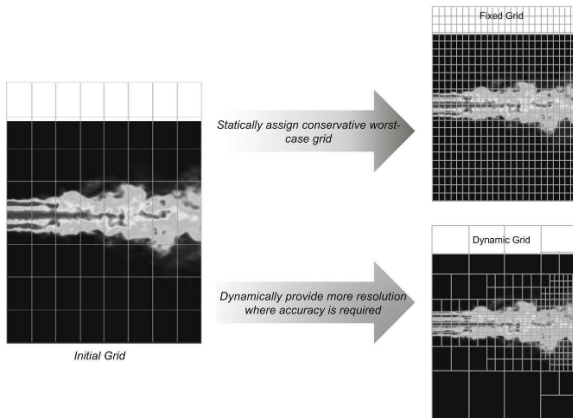 Fixed Grid
Statically assign conservative worst-
case grid
Dynamic Grid
Dynamically provide more resolution
where accuracy is required
Initial Grid